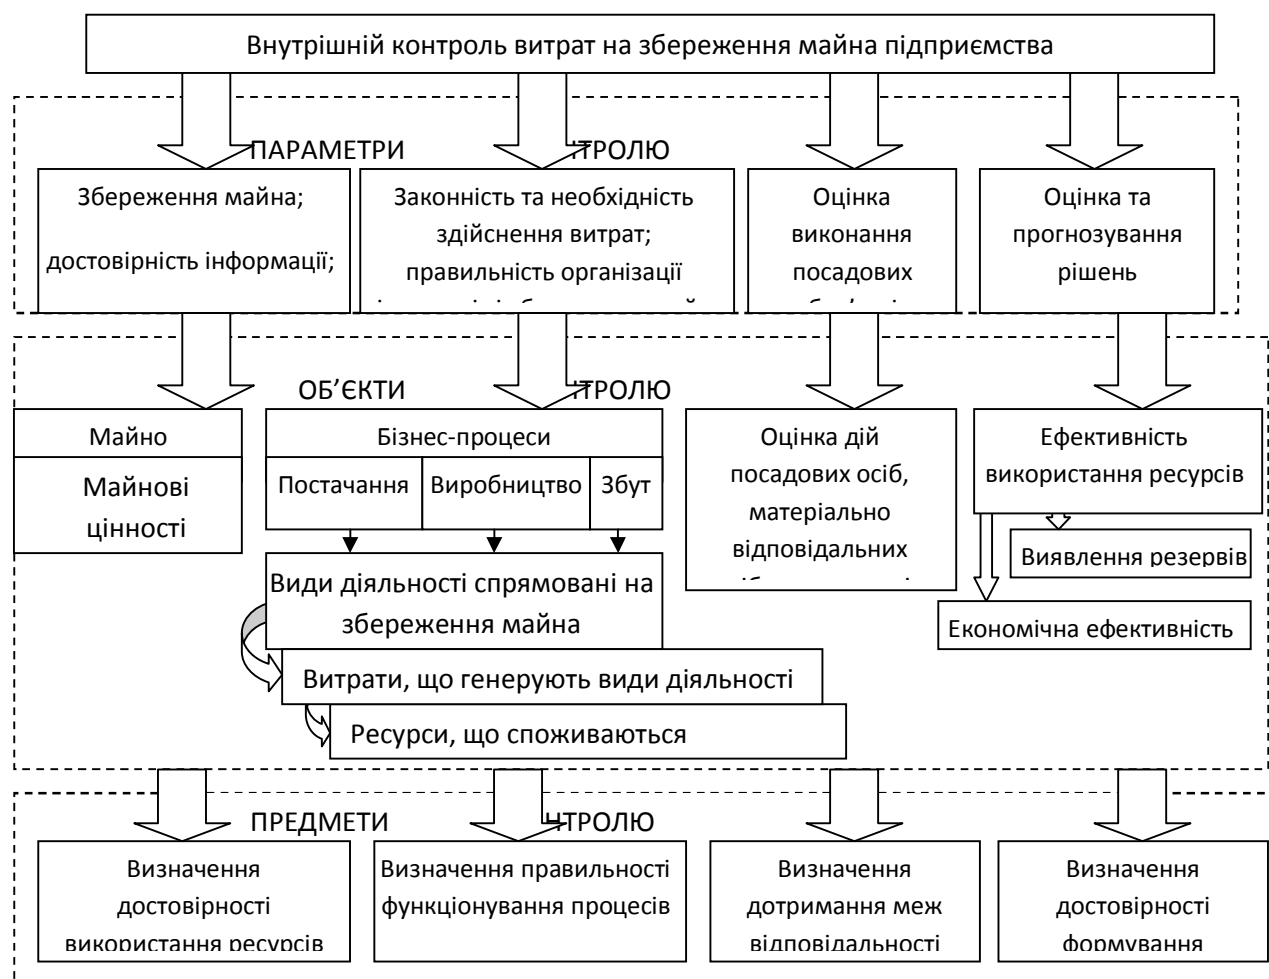 Внутрішній контроль витрат на збереження майна підприємства
ПАРАМЕТРИ
ІТРОЛЮ
Збереження майна;
достовірність інформації;
Законність та необхідність
здійснення витрат;
правильність організації
Оцінка
виконання
посадових
Оцінка та
прогнозування
рішень
ОБ’ЄКТИ
ІТРОЛЮ
Майно
Майнові
цінності
Бізнес-процеси
Постачання
Виробництво
Збут
Види діяльності спрямовані на
збереження майна
Витрати, що генерують види діяльності
Ресурси, що споживаються
Оцінка дій
посадових осіб,
матеріально
відповідальних
Ефективність
використання ресурсів
Виявлення резервів
Економічна ефективність
ПРЕДМЕТИ
НТРОЛЮ
Визначення
достовірності
використання ресурсів
Визначення правильності
функціонування процесів
Визначення
дотримання меж
відповідальності
Визначення
достовірності
формування